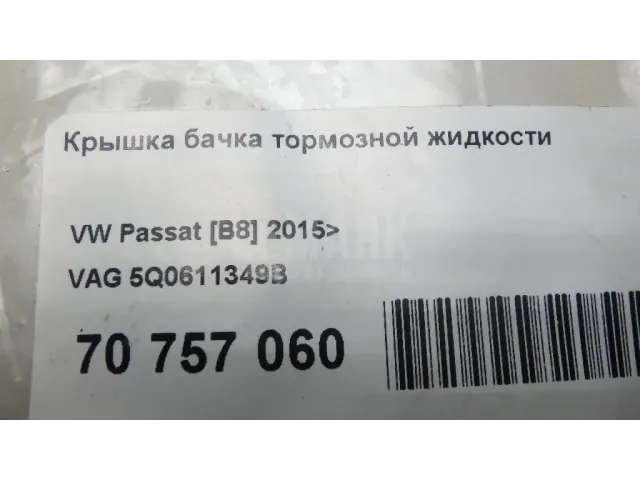 Крышка бачка тормозной жидкости
VW Passat [B8] 2015>
VAG 5Q0611349B
70 757 060